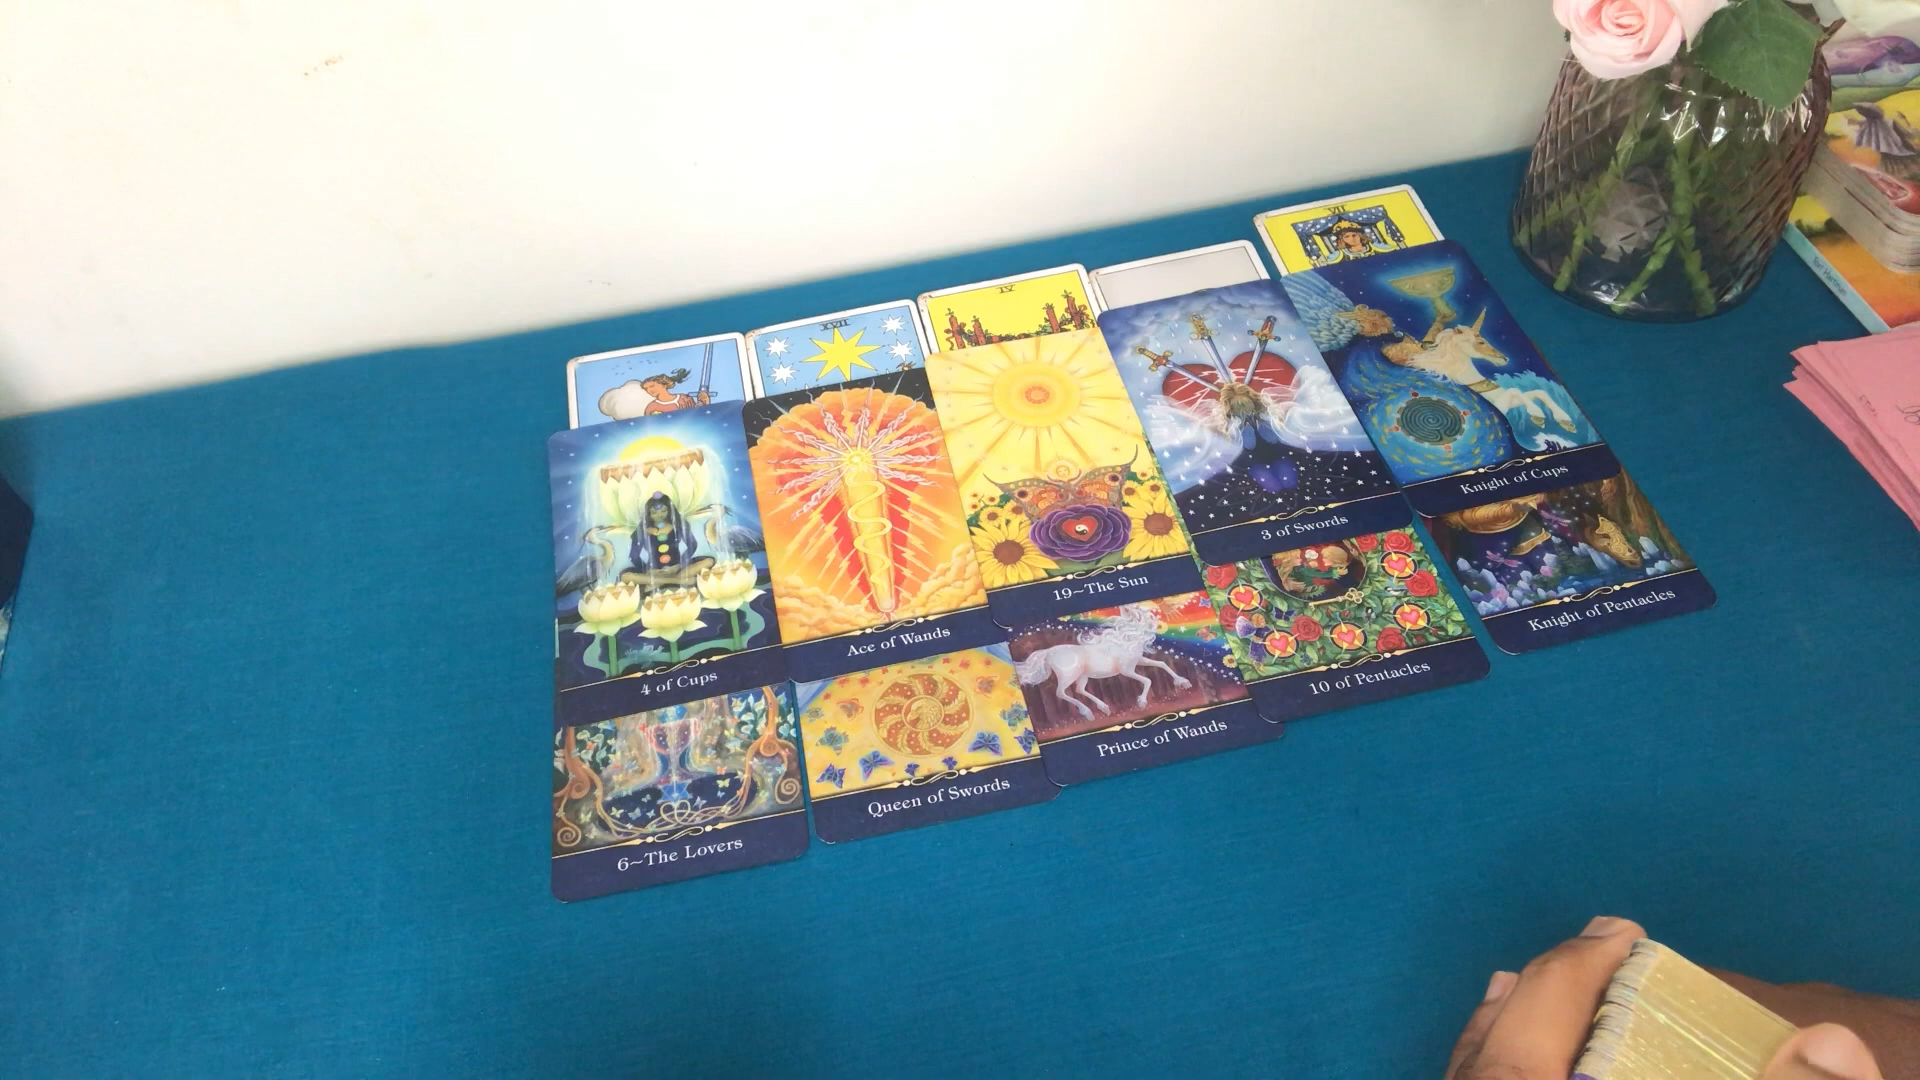 VII
IV
XVII
Knight of Cups
3 of Swords
19~The Sun
Ace of Wands
4 of Cups
Knight of Pentacles
10 of Pentacles
Prince of Wands
Queen of Swords
6~The Lovers